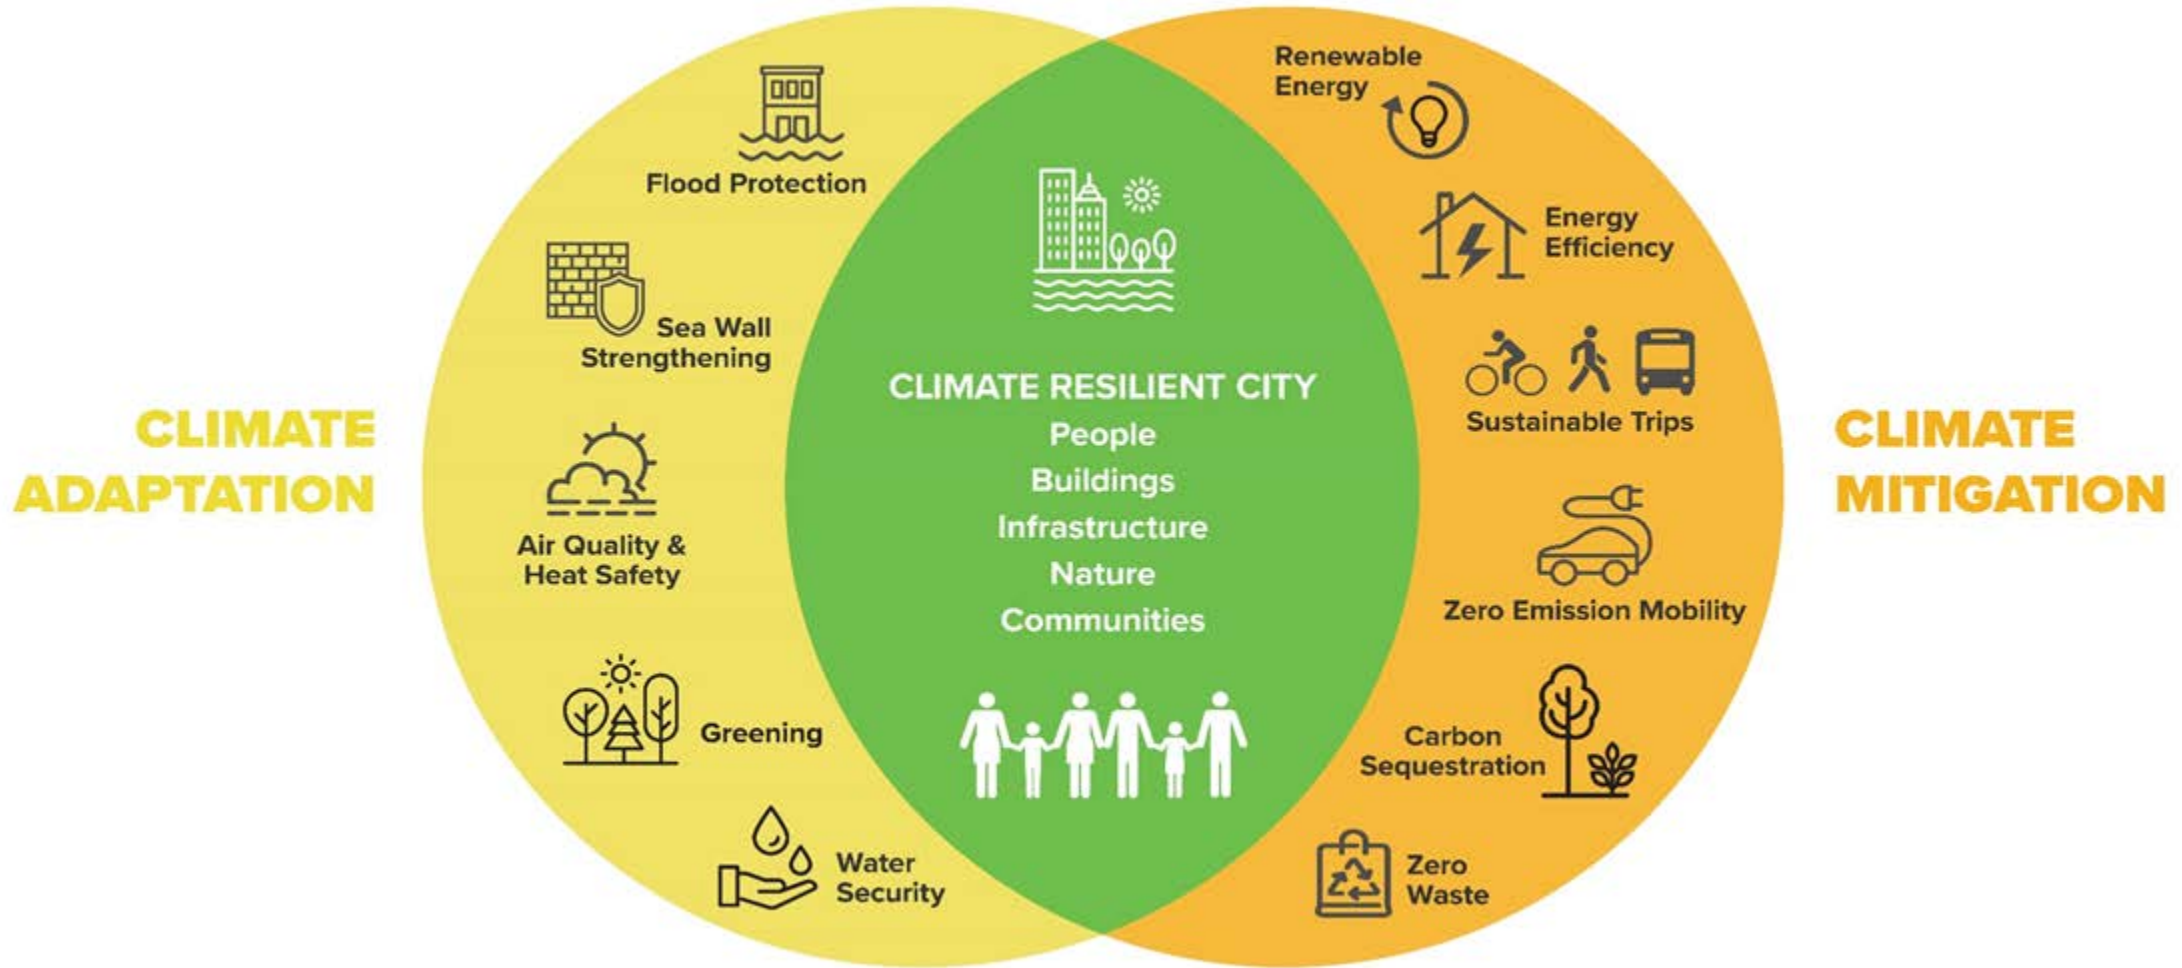 CLIMATE
ADAPTATION
Flood Protection
Sea Wall
Strengthening
Air Quality &
Heat Safety
Greening
Water
Security
CLIMATE RESILIENT CITY
People
Buildings
Infrastructure
Nature
Communities
Renewable
Energy
Energy
Efficiency
Sustainable Trips
Zero Emission Mobility
Carbon
Sequestration
Zero
Waste
CLIMATE
MITIGATION